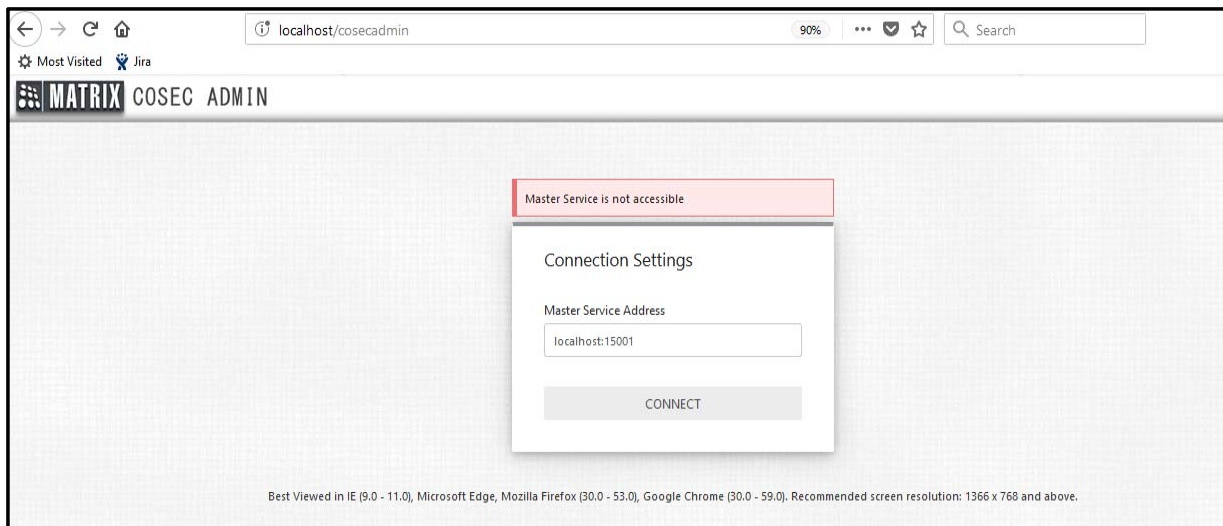 localhost/cosecadmin
90%
Search
Most Visited Jira
MATRIX COSEC ADMIN
Master Service is not accessible
Connection Settings
Master Service Address
localhost:15001
CONNECT
Best Viewed in IE (9.0 - 11.0), Microsoft Edge, Mozilla Firefox (30.0 - 53.0), Google Chrome (30.0 - 59.0). Recommended screen resolution: 1366 x 768 and above.